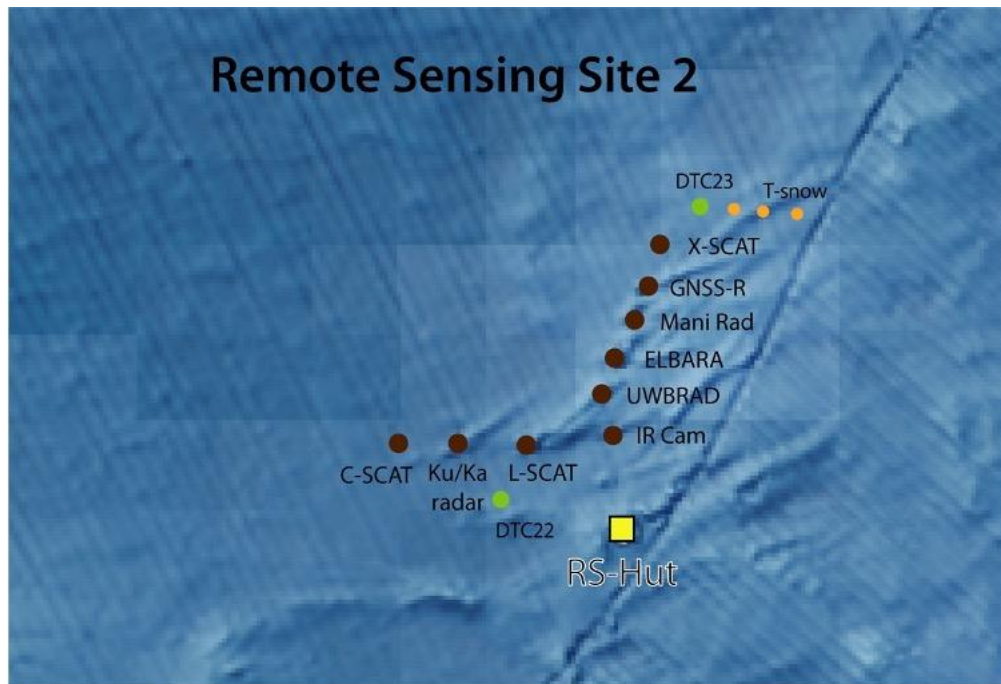 Remote Sensing Site 2
DTC23
T-snow
X-SCAT
GNSS-R
Mani Rad
ELBARA
UWBRAD
IR Cam
C-SCAT
Ku/Ka
radar
L-SCAT
DTC22
RS-Hut